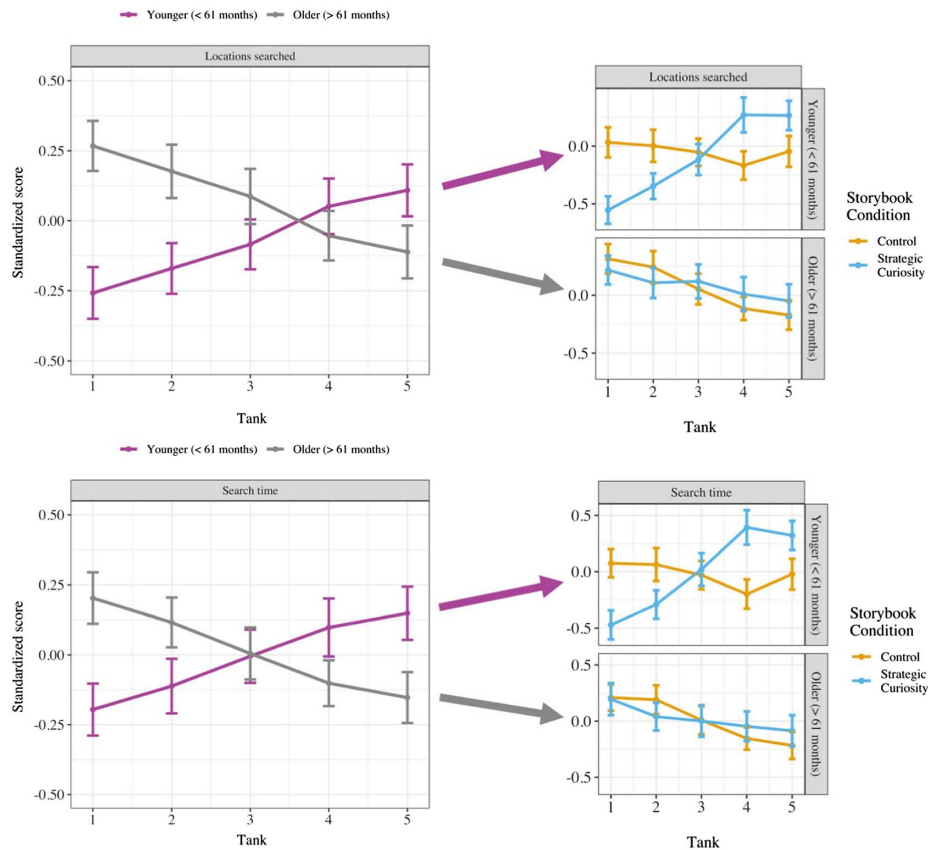 Younger (< 61 months) Older (> 61 months)
Locations searched
0.50
0.25
0.00
-0.25
-0.50
Standardized score
1 2 3 4 5
Tank
Locations searched
0.0
-0.5
Younger (< 61 months)
0.0
-0.5
Older (> 61 months)
1 2 3 4 5
Tank
Storybook
Condition
Control
Strategic
Curiosity
Younger (< 61 months) Older (> 61 months)
Search time
0.50
0.25
0.00
-0.25
-0.50
Standardized score
1 2 3 4 5
Tank
Search time
0.5
0.0
-0.5
Younger (< 61 months)
0.5
0.0
-0.5
Older (> 61 months)
1 2 3 4 5
Tank
Storybook
Condition
Control
Strategic
Curiosity